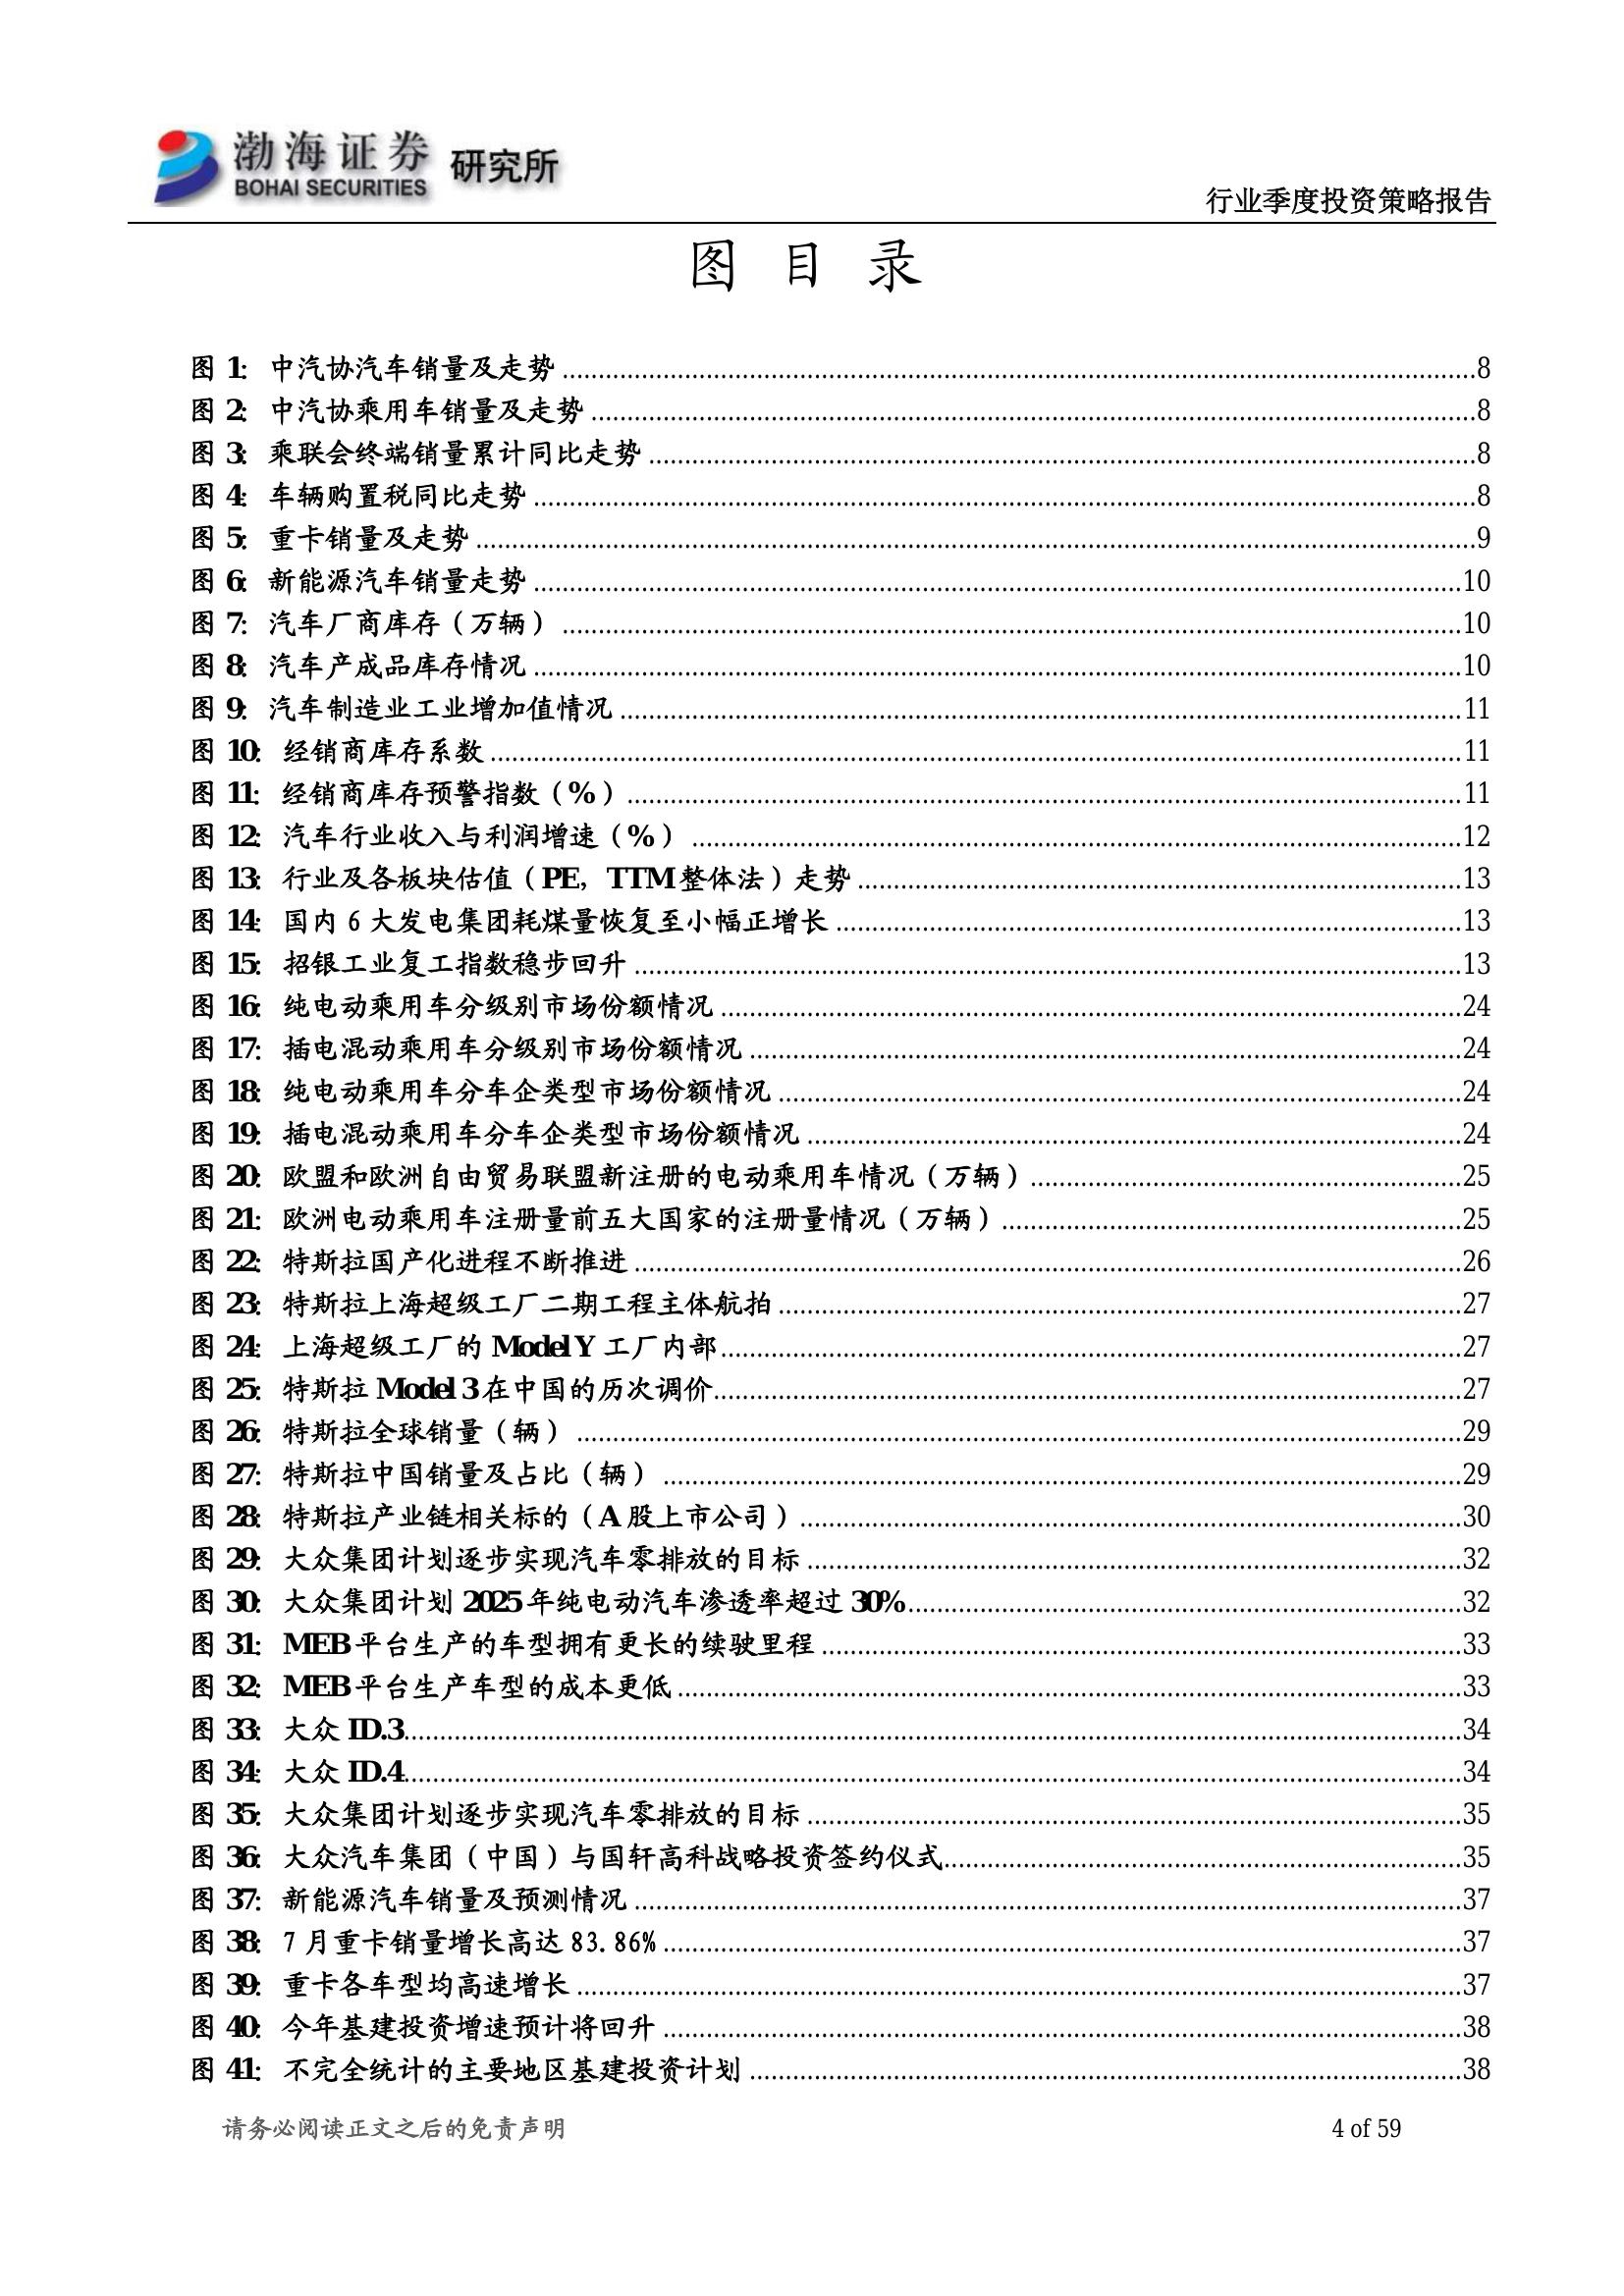 渤海证券 研究所
BOHAI SECURITIES
行业季度投资策略报告
图 目 录
图 1：中汽协汽车销量及走势........8
图 2：中汽协乘用车销量及走势........8
图 3：乘联会终端销量累计同比走势........8
图 4：车辆购置税同比走势........8
图 5：重卡销量及走势........9
图 6：新能源汽车销量走势........10
图 7：汽车厂商库存（万辆）........10
图 8：汽车产成品库存情况........10
图 9：汽车制造业工业增加值情况........11
图 10：经销商库存系数........11
图 11：经销商库存预警指数（%）........11
图 12：汽车行业收入与利润增速（%）........12
图 13：行业及各板块估值（PE，TTM 整体法）走势........13
图 14：国内 6 大发电集团耗煤量恢复至小幅正增长........13
图 15：招银工业复工指数稳步回升........13
图 16：纯电动乘用车分级别市场份额情况........24
图 17：插电混动乘用车分级别市场份额情况........24
图 18：纯电动乘用车分车企类型市场份额情况........24
图 19：插电混动乘用车分车企类型市场份额情况........24
图 20：欧盟和欧洲自由贸易联盟新注册的电动乘用车情况（万辆）........25
图 21：欧洲电动乘用车注册量前五大国家的注册量情况（万辆）........25
图 22：特斯拉国产化进程不断推进........26
图 23：特斯拉上海超级工厂二期工程主体航拍........27
图 24：上海超级工厂的 Model Y 工厂内部........27
图 25：特斯拉 Model 3 在中国的历次调价........27
图 26：特斯拉全球销量（辆）........29
图 27：特斯拉中国销量及占比（辆）........29
图 28：特斯拉产业链相关标的（A 股上市公司）........30
图 29：大众集团计划逐步实现汽车零排放的目标........32
图 30：大众集团计划 2025 年纯电动汽车渗透率超过 30%........32
图 31：MEB 平台生产的车型拥有更长的续驶里程........33
图 32：MEB 平台生产车型的成本更低........33
图 33：大众 ID.3........34
图 34：大众 ID.4........34
图 35：大众集团计划逐步实现汽车零排放的目标........35
图 36：大众汽车集团（中国）与国轩高科战略投资签约仪式........35
图 37：新能源汽车销量及预测情况........37
图 38：7 月重卡销量增长高达 83.86%........37
图 39：重卡各车型均高速增长........37
图 40：今年基建投资增速预计将回升........38
图 41：不完全统计的主要地区基建投资计划........38
请务必阅读正文之后的免责声明 4 of 59